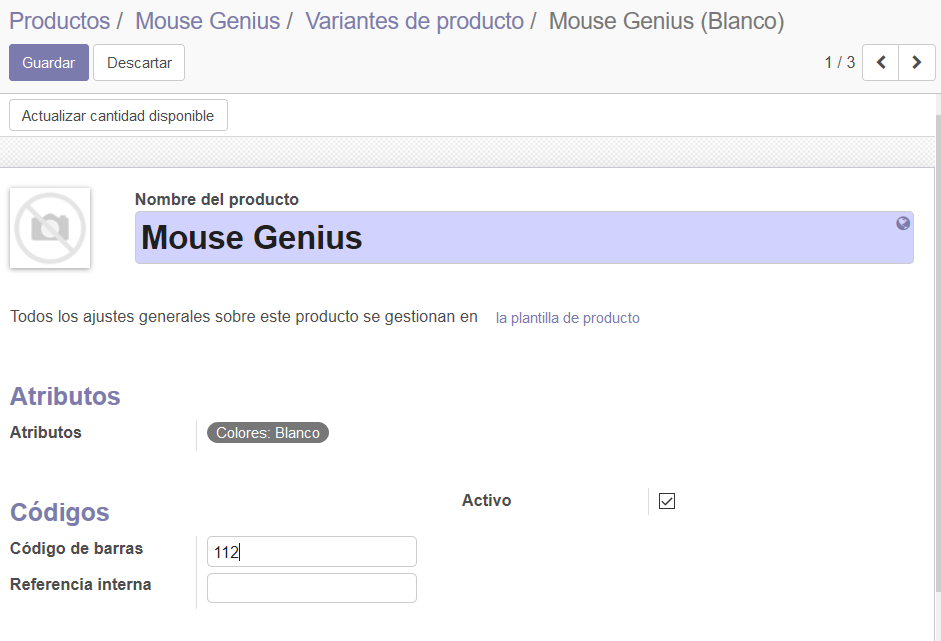 Productos / Mouse Genius / Variantes de producto / Mouse Genius (Blanco)
Guardar Descartar 1 / 3
Actualizar cantidad disponible
Nombre del producto
Mouse Genius
Todos los ajustes generales sobre este producto se gestionan en la plantilla de producto
Atributos
Atributos Colores: Blanco
Activo
Códigos
Código de barras 112
Referencia interna